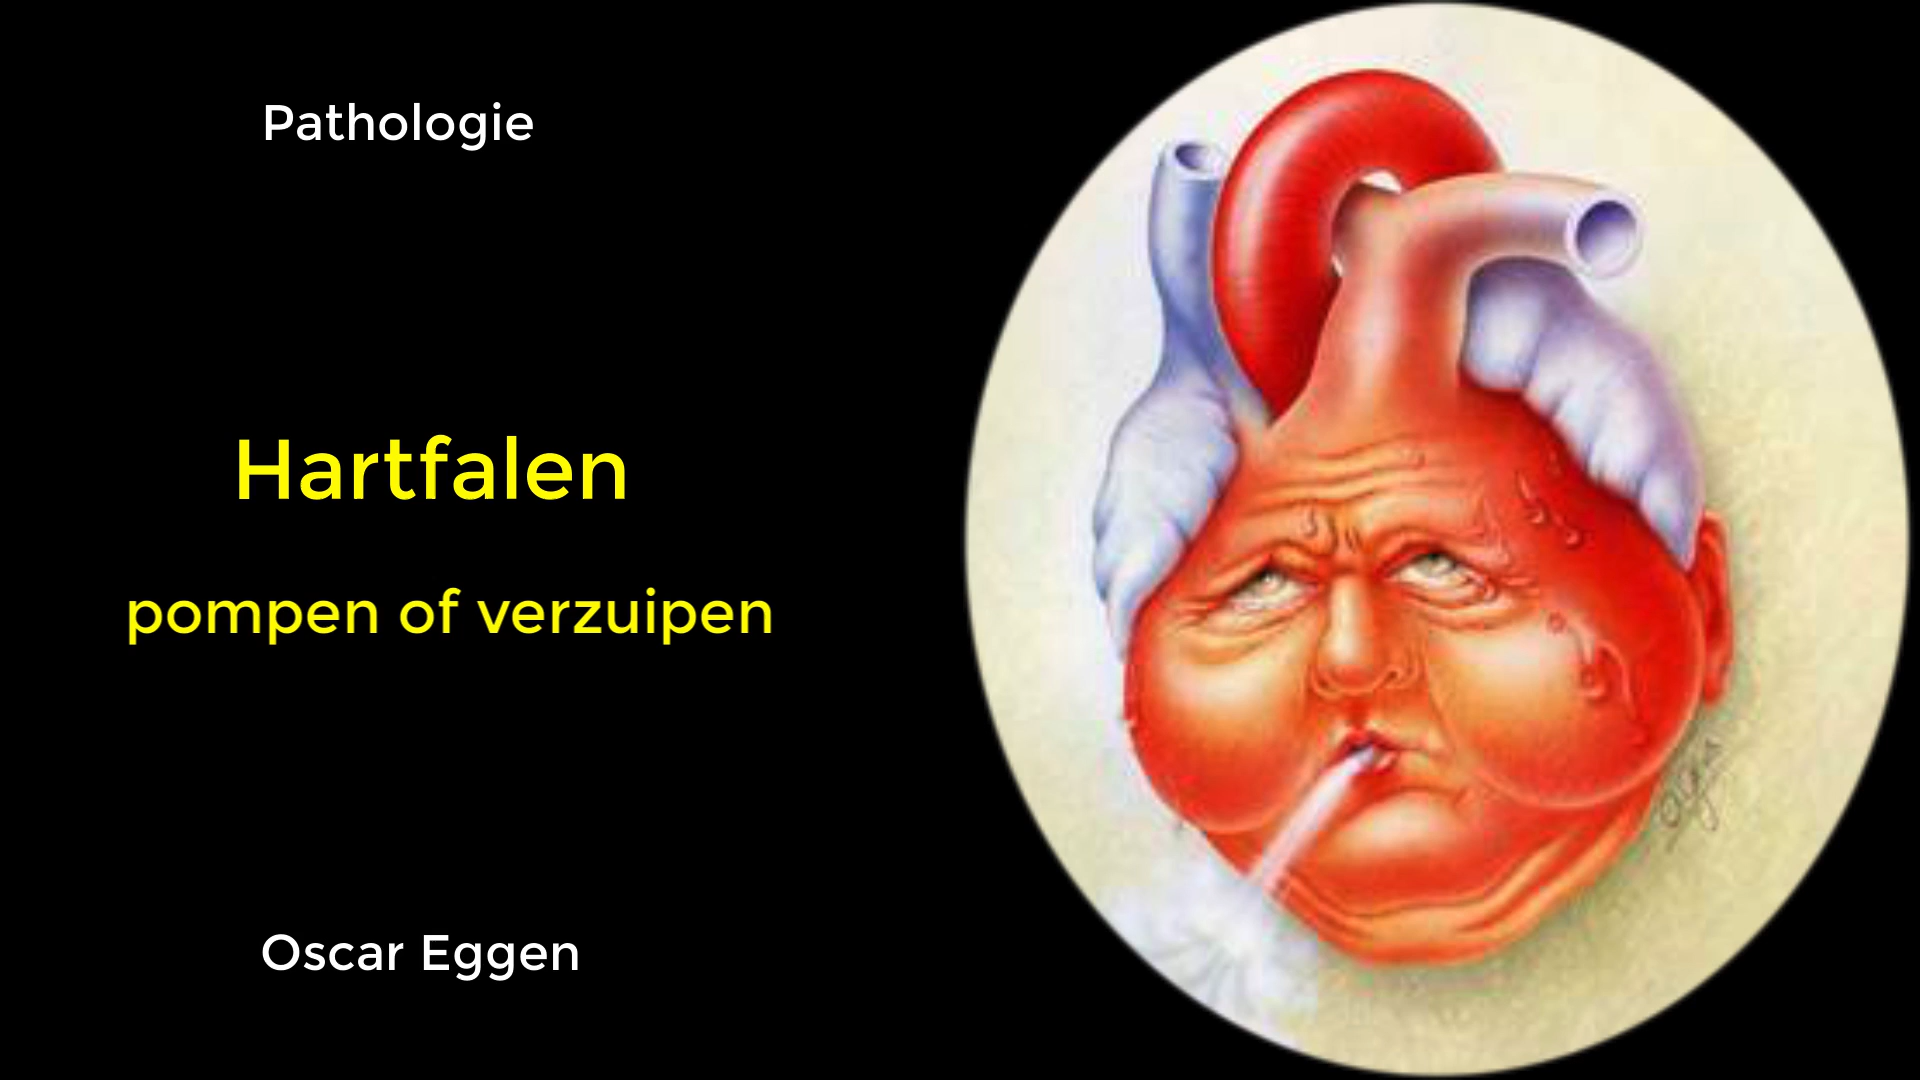 Pathologie
Hartfalen
pompen of verzuipen
Oscar Eggen